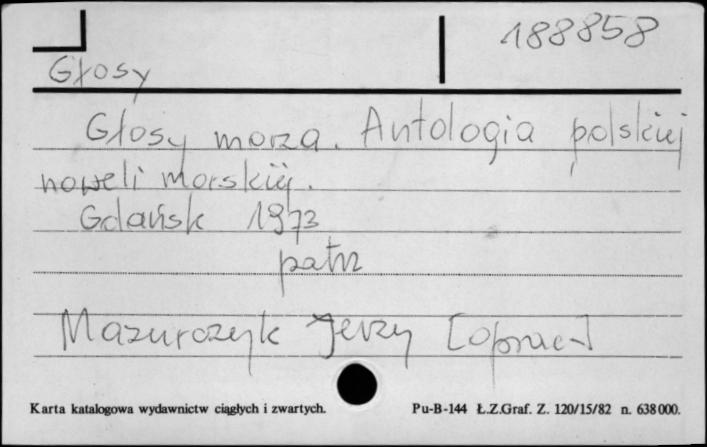 188858
Głosy
Głosy morza. Antologia polskiej
noweli morskiej.
Gdańsk 1973
patrz
Mazurczyk Jerzy [oprac.]
Karta katalogowa wydawnictw ciągłych i zwartych. Pu-B-144 Ł.Z.Graf. Z. 120/15/82 n. 638000.